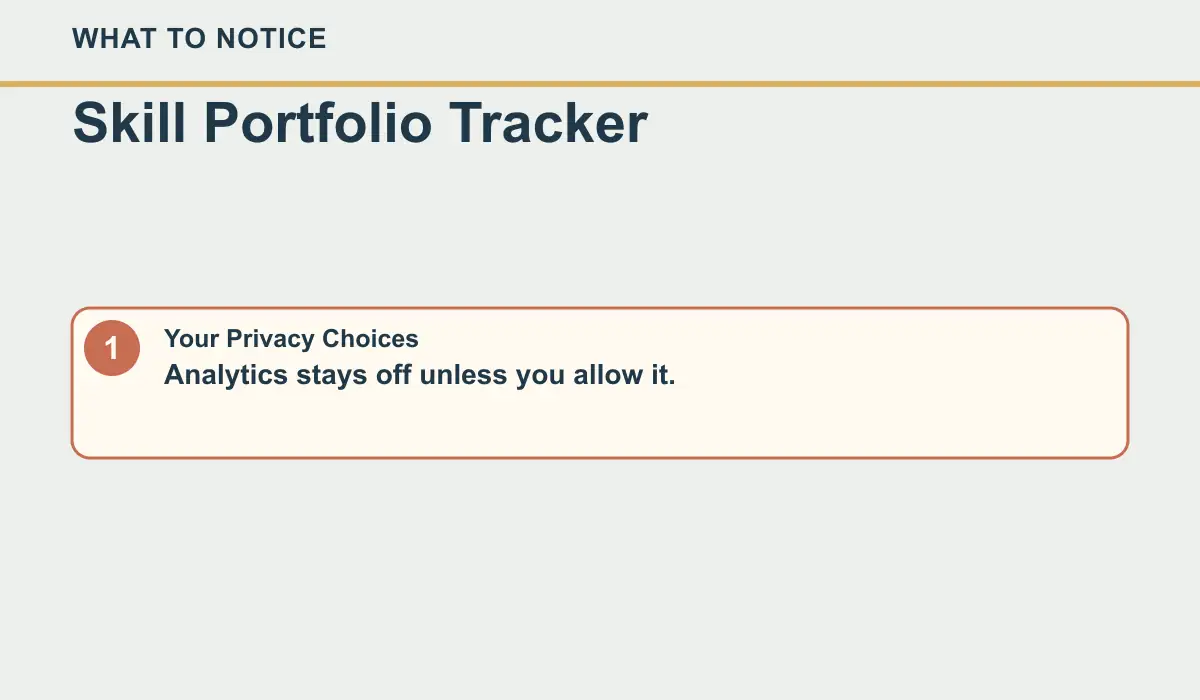 WHAT TO NOTICE
Skill Portfolio Tracker
1
Your Privacy Choices
Analytics stays off unless you allow it.